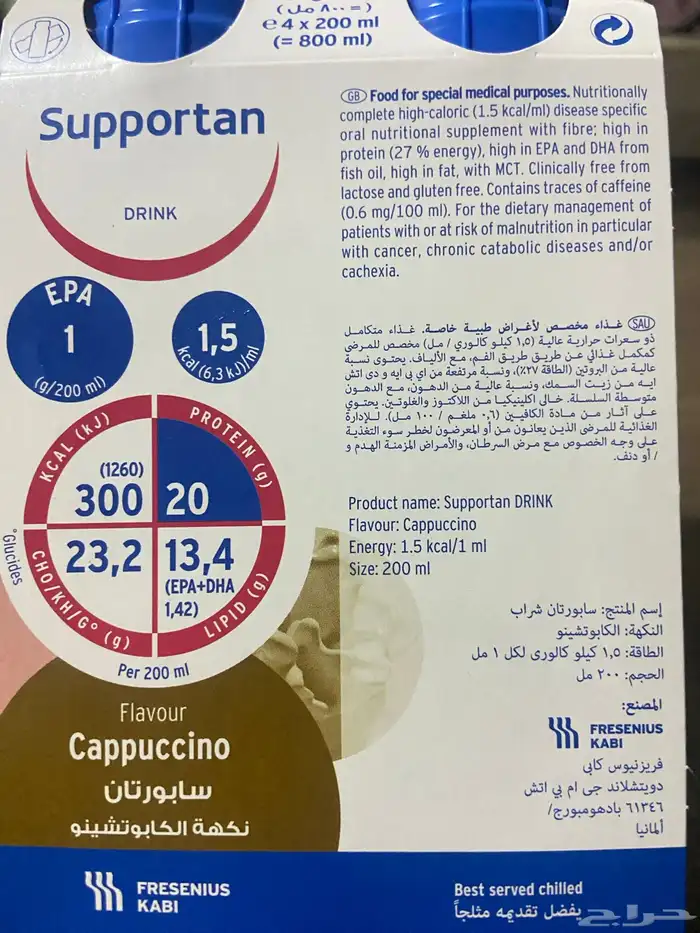 (= ٨٠٠ مل)
e 4 x 200 ml
(= 800 ml)
Supportan
DRINK
EPA
1
(g/200 ml)
1,5
kcal (6,3 kJ)/ml
KCAL (kJ)
(1260)
300
PROTEIN (g)
20
CHO/KH/G° (g)
23,2
LIPID (g)
13,4
(EPA+DHA
1,42)
°Glucides
Per 200 ml
Flavour
Cappuccino
سابورتان
نكهة الكابوتشينو
GB Food for special medical purposes. Nutritionally
complete high-caloric (1.5 kcal/ml) disease specific
oral nutritional supplement with fibre; high in
protein (27 % energy), high in EPA and DHA from
fish oil, high in fat, with MCT. Clinically free from
lactose and gluten free. Contains traces of caffeine
(0.6 mg/100 ml). For the dietary management of
patients with or at risk of malnutrition in particular
with cancer, chronic catabolic diseases and/or
cachexia.
SAU غذاء مخصص لأغراض طبية خاصة. غذاء متكامل
ذو سعرات حرارية عالية (١,٥ كيلو كالوري / مل) مخصص للمرضى
كمكمل غذائي عن طريق طريق الفم، مع الألياف. يحتوى نسبة
عالية من البروتين (الطاقة ٢٧٪)، ونسبة مرتفعة من اي بى ايه و دى اتش
ايه من زيت السمك، ونسبة عالية من الدهون، مع الدهون
متوسطة السلسلة. خالى اكلينيكيا من اللاكتوز والغلوتين. يحتوي
على آثار من مادة الكافيين (٠,٦ ملغم / ١٠٠ مل). للإدارة
الغذائية للمرضى الذين يعانون من أو المعرضون لخطر سوء التغذية
على وجه الخصوص مع مرض السرطان، والأمراض المزمنة الهدم و
/ أو دنف.
Product name: Supportan DRINK
Flavour: Cappuccino
Energy: 1.5 kcal/1 ml
Size: 200 ml
إسم المنتج: سابورتان شراب
النكهة: الكابوتشينو
الطاقة: ١,٥ كيلو كالورى لكل ١ مل
الحجم: ٢٠٠ مل
المصنع:
FRESENIUS
KABI
فريزنيوس كابي
دويتشلاند جى ام بي اتش
٦١٣٤٦ بادهومبورج/
ألمانيا
FRESENIUS
KABI
Best served chilled
يفضل تقديمه مثلجاً
حراج